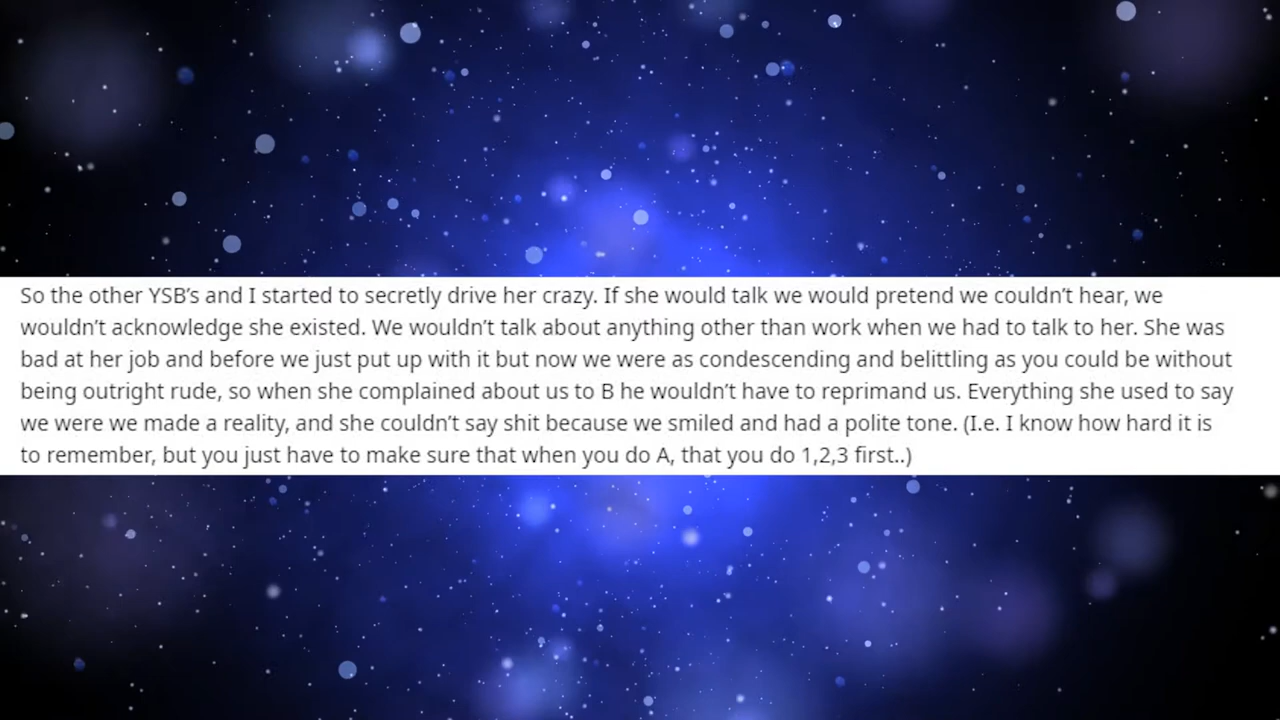 So the other YSB’s and I started to secretly drive her crazy. If she would talk we would pretend we couldn’t hear, we
wouldn’t acknowledge she existed. We wouldn’t talk about anything other than work when we had to talk to her. She was
bad at her job and before we just put up with it but now we were as condescending and belittling as you could be without
being outright rude, so when she complained about us to B he wouldn’t have to reprimand us. Everything she used to say
we were we made a reality, and she couldn’t say shit because we smiled and had a polite tone. (I.e. I know how hard it is
to remember, but you just have to make sure that when you do A, that you do 1,2,3 first..)